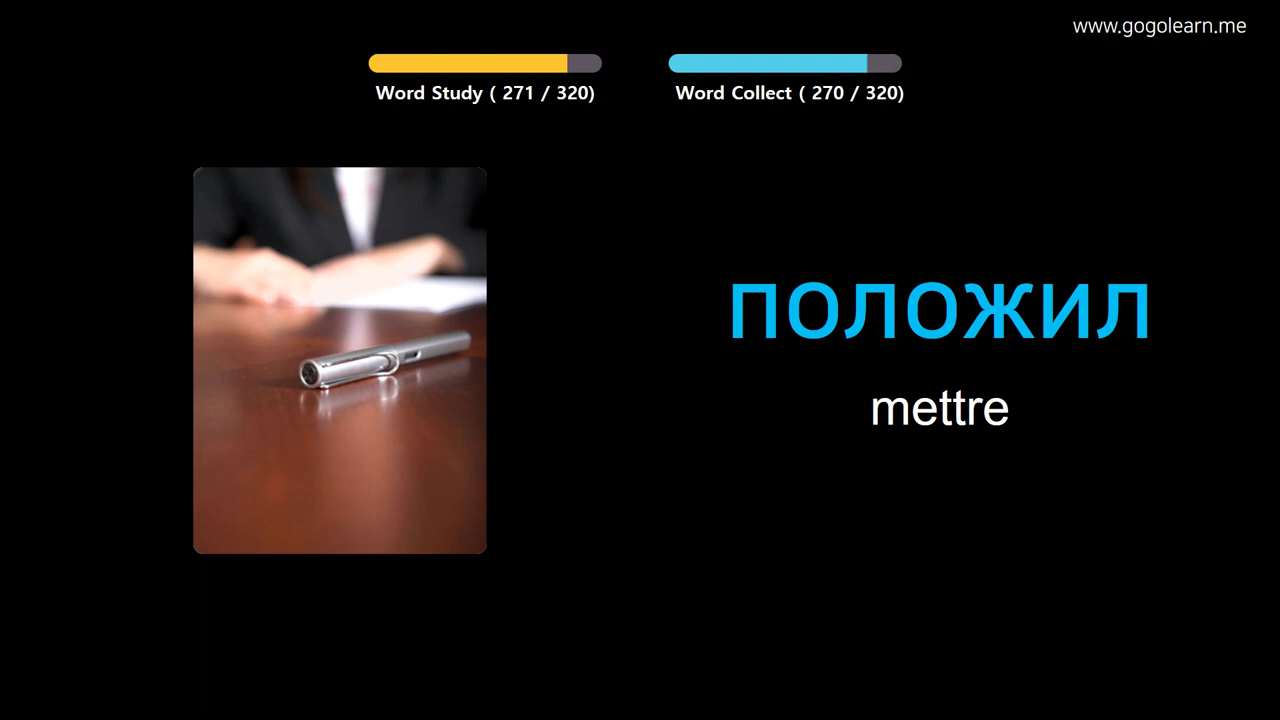 www.gogolearn.me
Word Study ( 271 / 320)
Word Collect ( 270 / 320)
положил
mettre